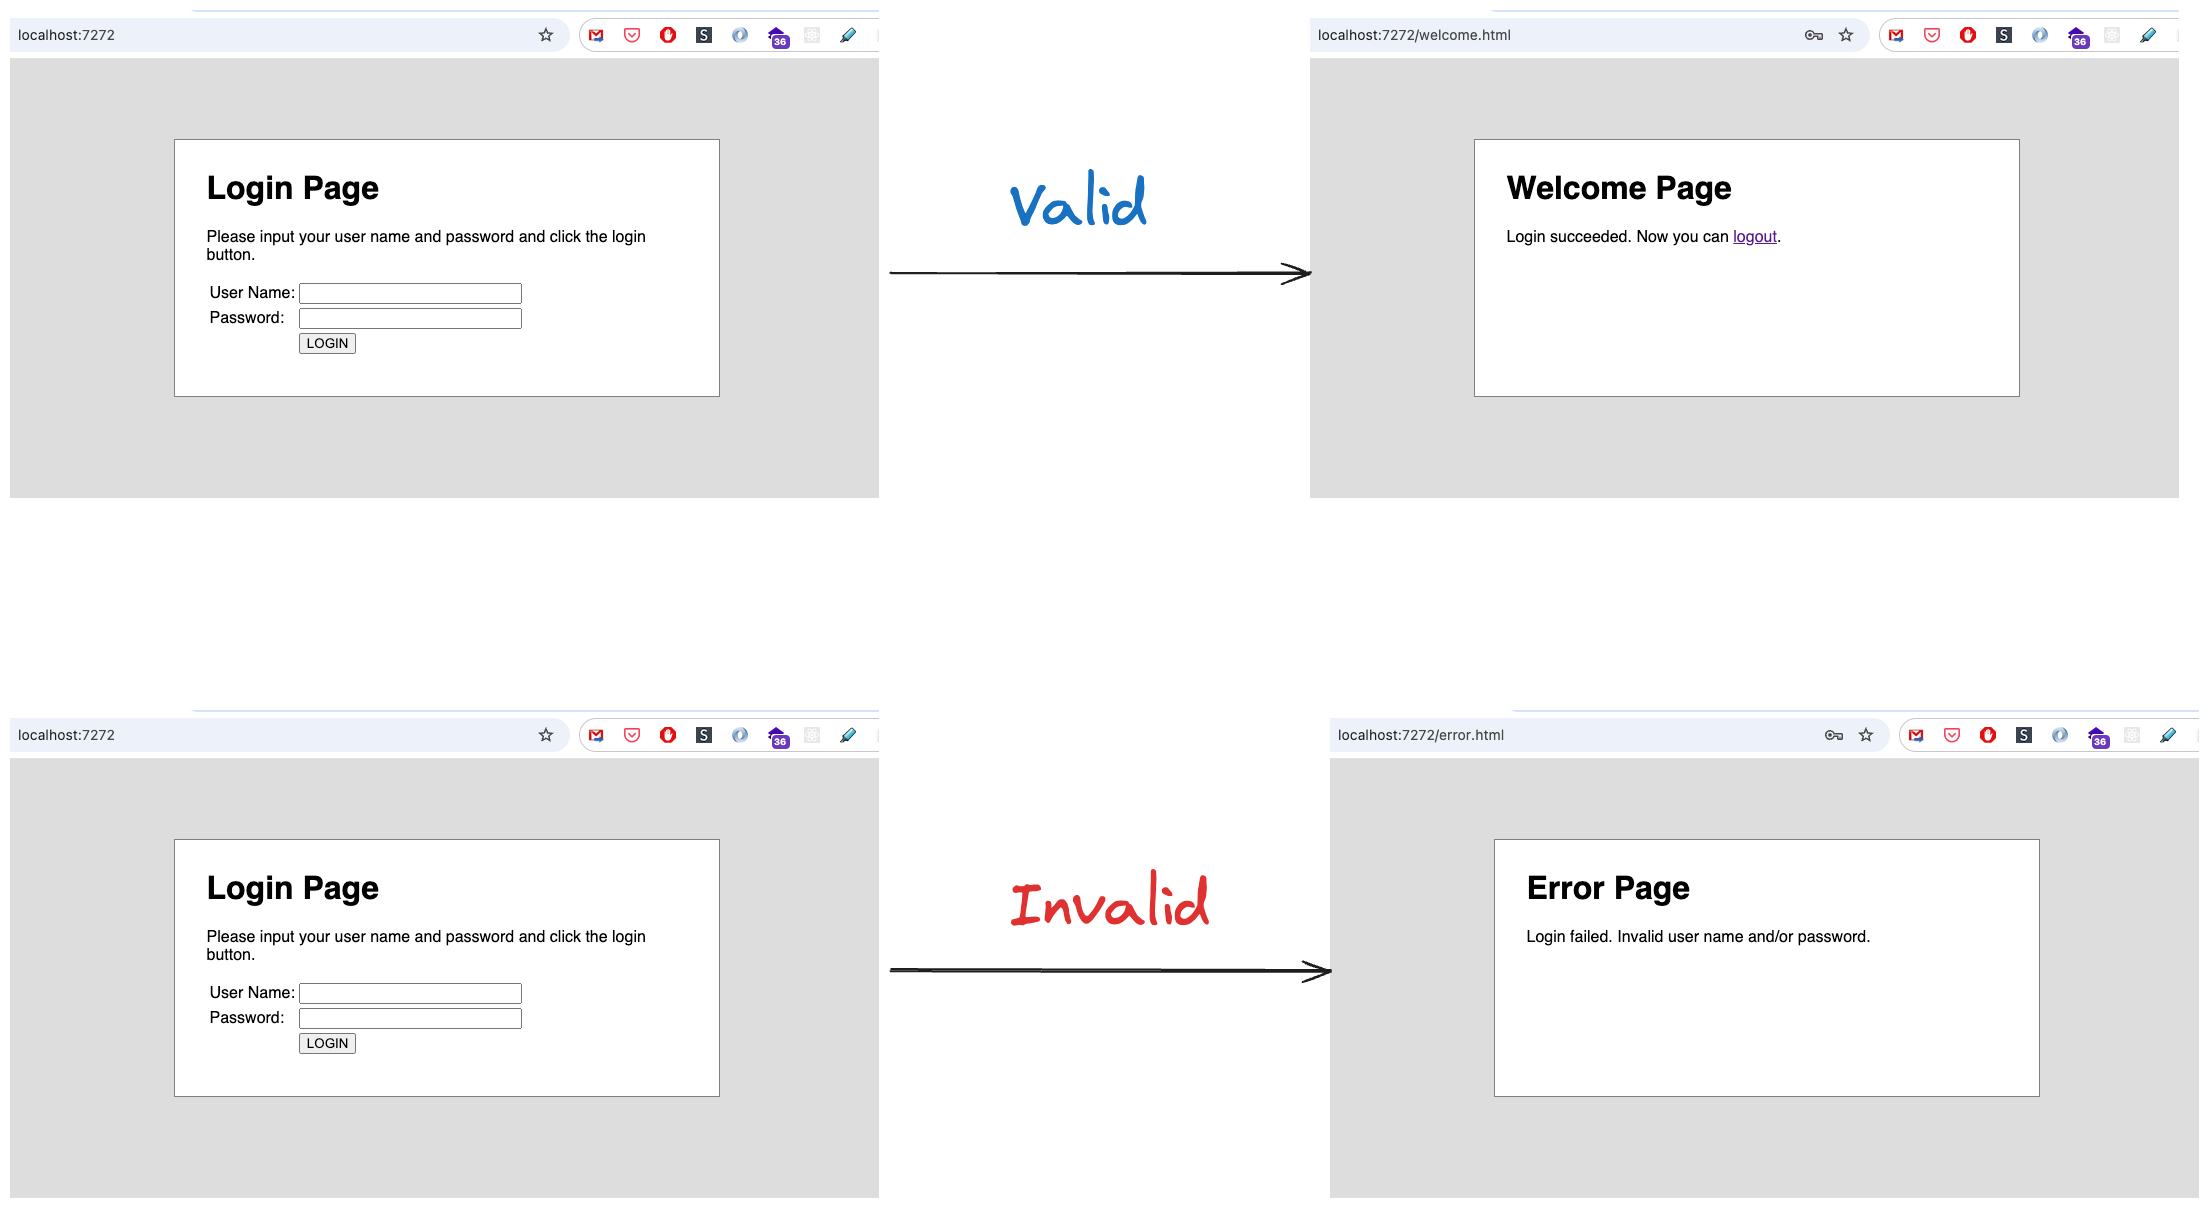 localhost:7272
S
36
Login Page
Please input your user name and password and click the login
button.
User Name:
Password:
LOGIN
Valid
localhost:7272/welcome.html
S
36
Welcome Page
Login succeeded. Now you can logout.
localhost:7272
S
36
Login Page
Please input your user name and password and click the login
button.
User Name:
Password:
LOGIN
Invalid
localhost:7272/error.html
S
36
Error Page
Login failed. Invalid user name and/or password.